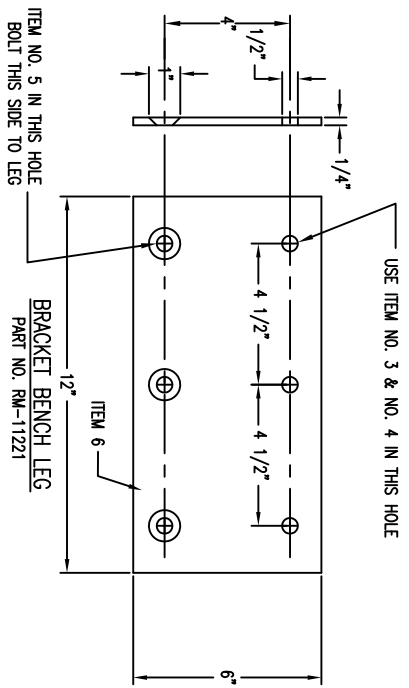 USE ITEM NO. 3 & NO. 4 IN THIS HOLE
4"
1/2"
1"
1/4"
4 1/2"
4 1/2"
ITEM NO. 5 IN THIS HOLE
BOLT THIS SIDE TO LEG
ITEM 6
12"
6"
BRACKET BENCH LEG
PART NO. RM-11221